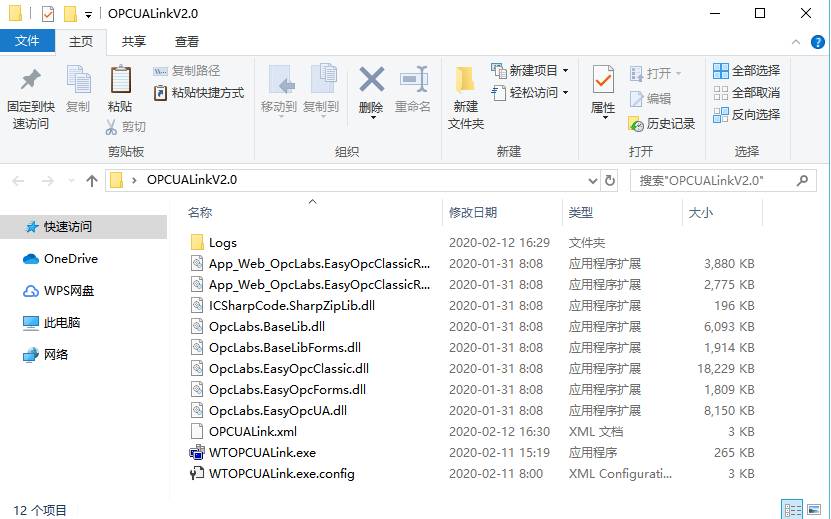 OPCUALinkV2.0
文件 主页 共享 查看
固定到快速访问
复制
粘贴
复制路径
粘贴快捷方式
剪切
剪贴板
移动到
复制到
删除
重命名
组织
新建文件夹
新建项目
轻松访问
新建
属性
打开
编辑
历史记录
打开
全部选择
全部取消
反向选择
选择
OPCUALinkV2.0
搜索"OPCUALinkV2.0"
快速访问
OneDrive
WPS网盘
此电脑
网络
名称 修改日期 类型 大小
Logs 2020-02-12 16:29 文件夹
App_Web_OpcLabs.EasyOpcClassicR... 2020-01-31 8:08 应用程序扩展 3,880 KB
App_Web_OpcLabs.EasyOpcClassicR... 2020-01-31 8:08 应用程序扩展 2,775 KB
ICSharpCode.SharpZipLib.dll 2020-01-31 8:08 应用程序扩展 196 KB
OpcLabs.BaseLib.dll 2020-01-31 8:08 应用程序扩展 6,093 KB
OpcLabs.BaseLibForms.dll 2020-01-31 8:08 应用程序扩展 1,914 KB
OpcLabs.EasyOpcClassic.dll 2020-01-31 8:08 应用程序扩展 18,229 KB
OpcLabs.EasyOpcForms.dll 2020-01-31 8:08 应用程序扩展 1,809 KB
OpcLabs.EasyOpcUA.dll 2020-01-31 8:08 应用程序扩展 8,150 KB
OPCUALink.xml 2020-02-12 16:30 XML 文档 3 KB
WTOPCUALink.exe 2020-02-11 15:19 应用程序 265 KB
WTOPCUALink.exe.config 2020-02-11 8:00 XML Configurati... 3 KB
12 个项目